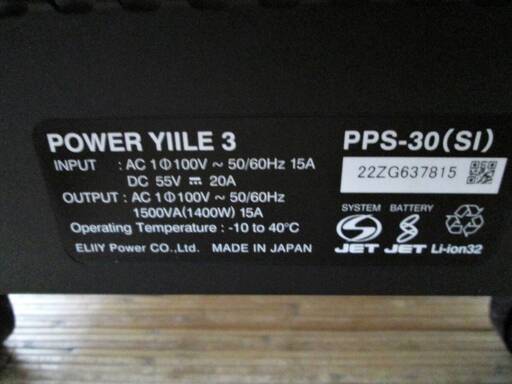 POWER YIILE 3
INPUT : AC 1Φ100V ~ 50/60Hz 15A
DC 55V ⎓ 20A
OUTPUT : AC 1Φ100V ~ 50/60Hz
1500VA(1400W) 15A
Operating Temperature : -10 to 40℃
ELIIY Power CO.,Ltd. MADE IN JAPAN
PPS-30(SI)
22ZG637815
SYSTEM BATTERY
JET JET Li-ion32